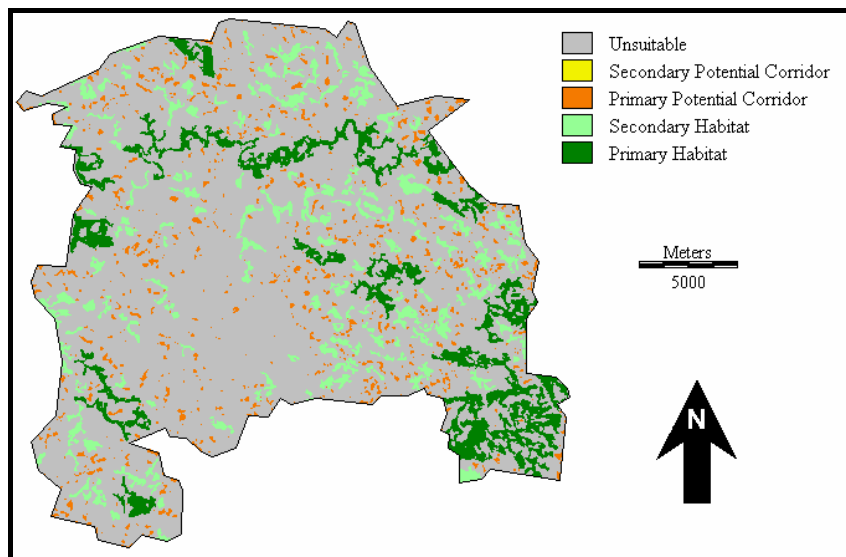 Unsuitable
Secondary Potential Corridor
Primary Potential Corridor
Secondary Habitat
Primary Habitat
Meters
5000
N